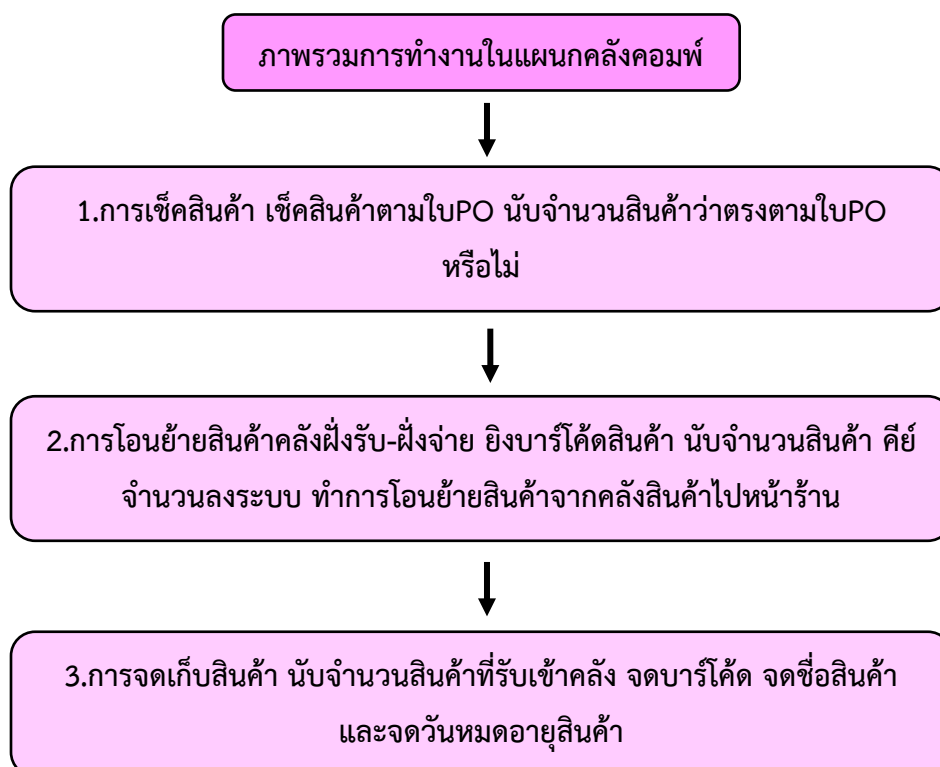 ภาพรวมการทำงานในแผนกคลังคอมพ์
1.การเช็คสินค้า เช็คสินค้าตามใบPO นับจำนวนสินค้าว่าตรงตามใบPO
หรือไม่
2.การโอนย้ายสินค้าคลังฝั่งรับ-ฝั่งจ่าย ยิงบาร์โค้ดสินค้า นับจำนวนสินค้า คีย์
จำนวนลงระบบ ทำการโอนย้ายสินค้าจากคลังสินค้าไปหน้าร้าน
3.การจดเก็บสินค้า นับจำนวนสินค้าที่รับเข้าคลัง จดบาร์โค้ด จดชื่อสินค้า
และจดวันหมดอายุสินค้า